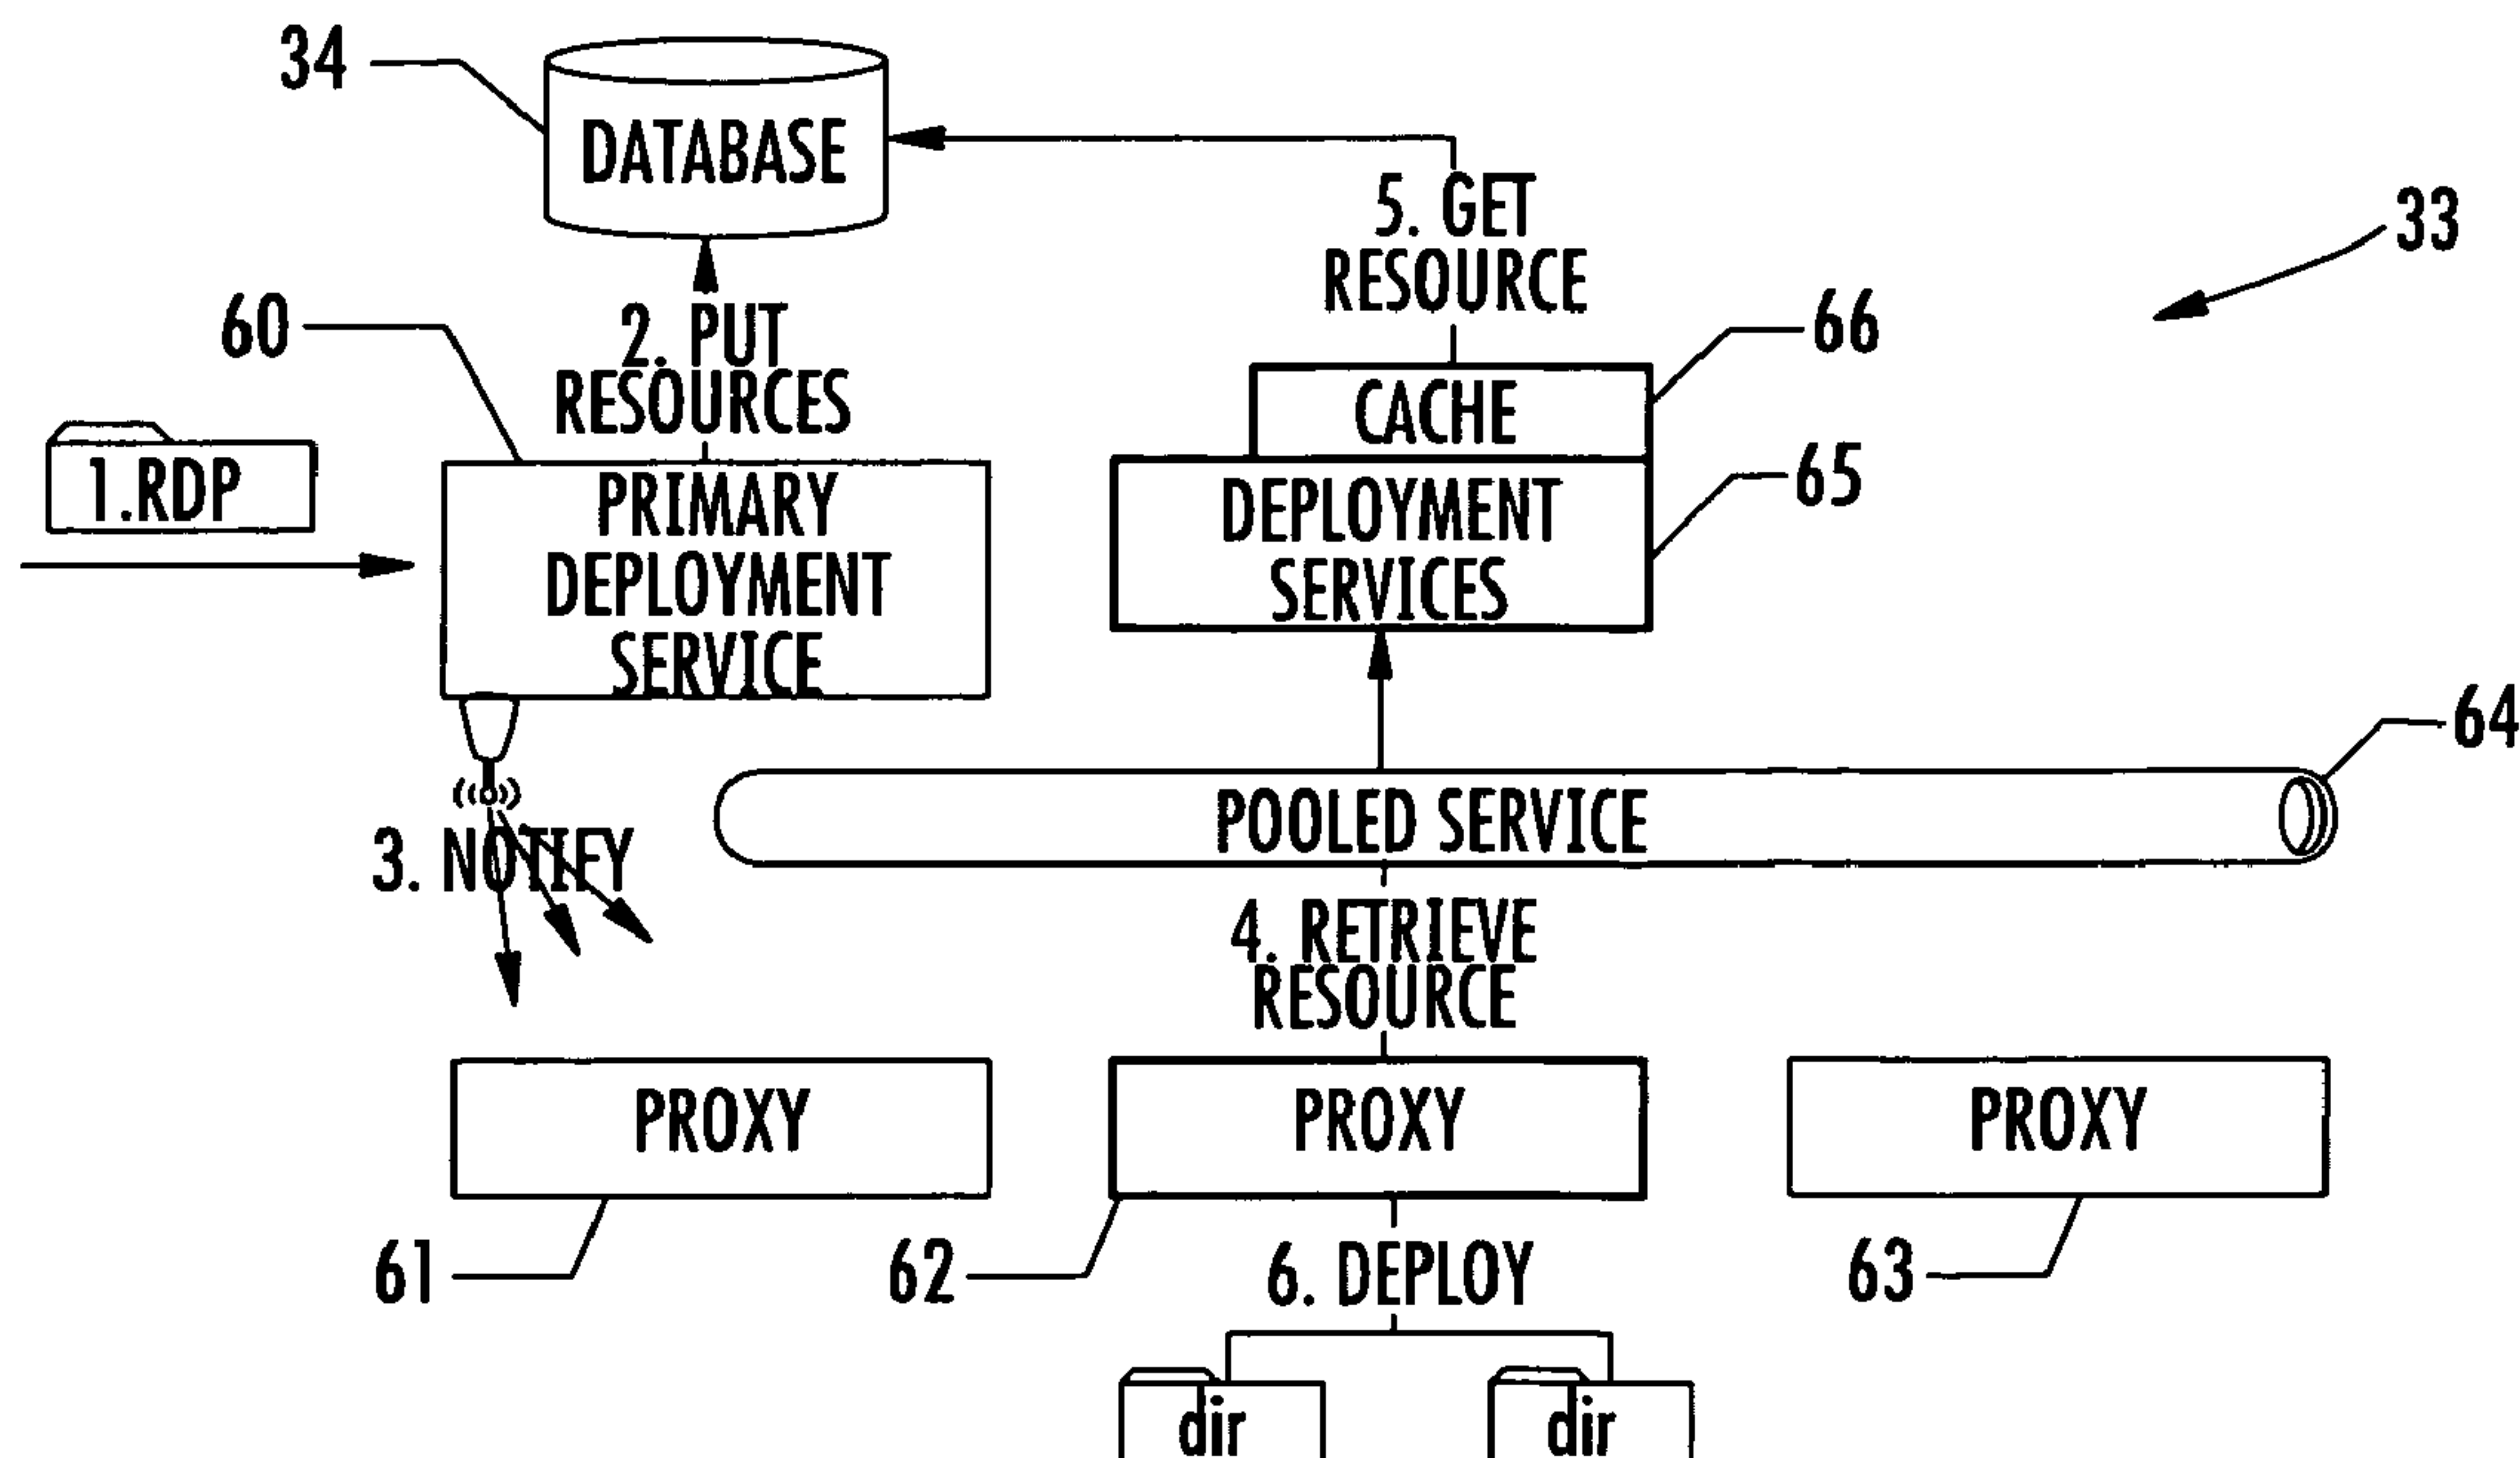 34
DATABASE
5. GET
RESOURCE
33
60
2. PUT
RESOURCES
66
CACHE
1.RDP
PRIMARY
DEPLOYMENT
SERVICE
DEPLOYMENT
SERVICES
65
64
POOLED SERVICE
3. NOTIFY
4. RETRIEVE
RESOURCE
PROXY
PROXY
PROXY
61
62
6. DEPLOY
63
dir
dir